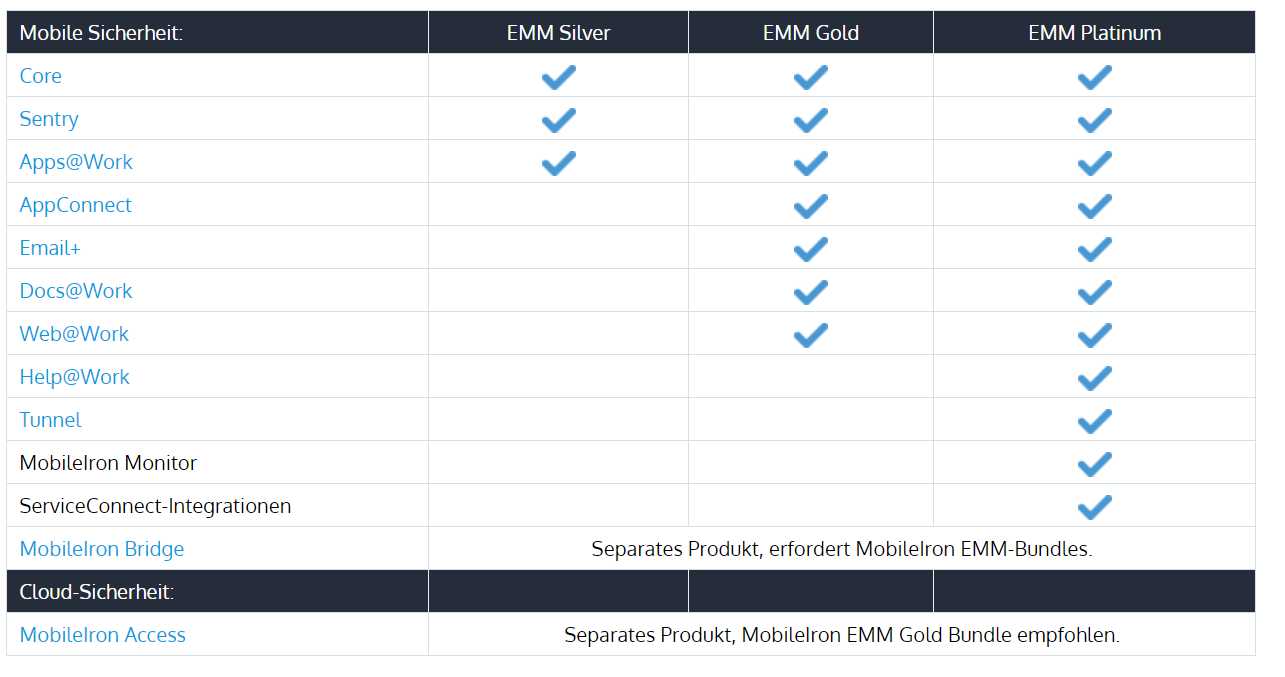 Mobile Sicherheit: EMM Silver EMM Gold EMM Platinum
Core
Sentry
Apps@Work
AppConnect
Email+
Docs@Work
Web@Work
Help@Work
Tunnel
MobileIron Monitor
ServiceConnect-Integrationen
MobileIron Bridge Separates Produkt, erfordert MobileIron EMM-Bundles.
Cloud-Sicherheit:
MobileIron Access Separates Produkt, MobileIron EMM Gold Bundle empfohlen.